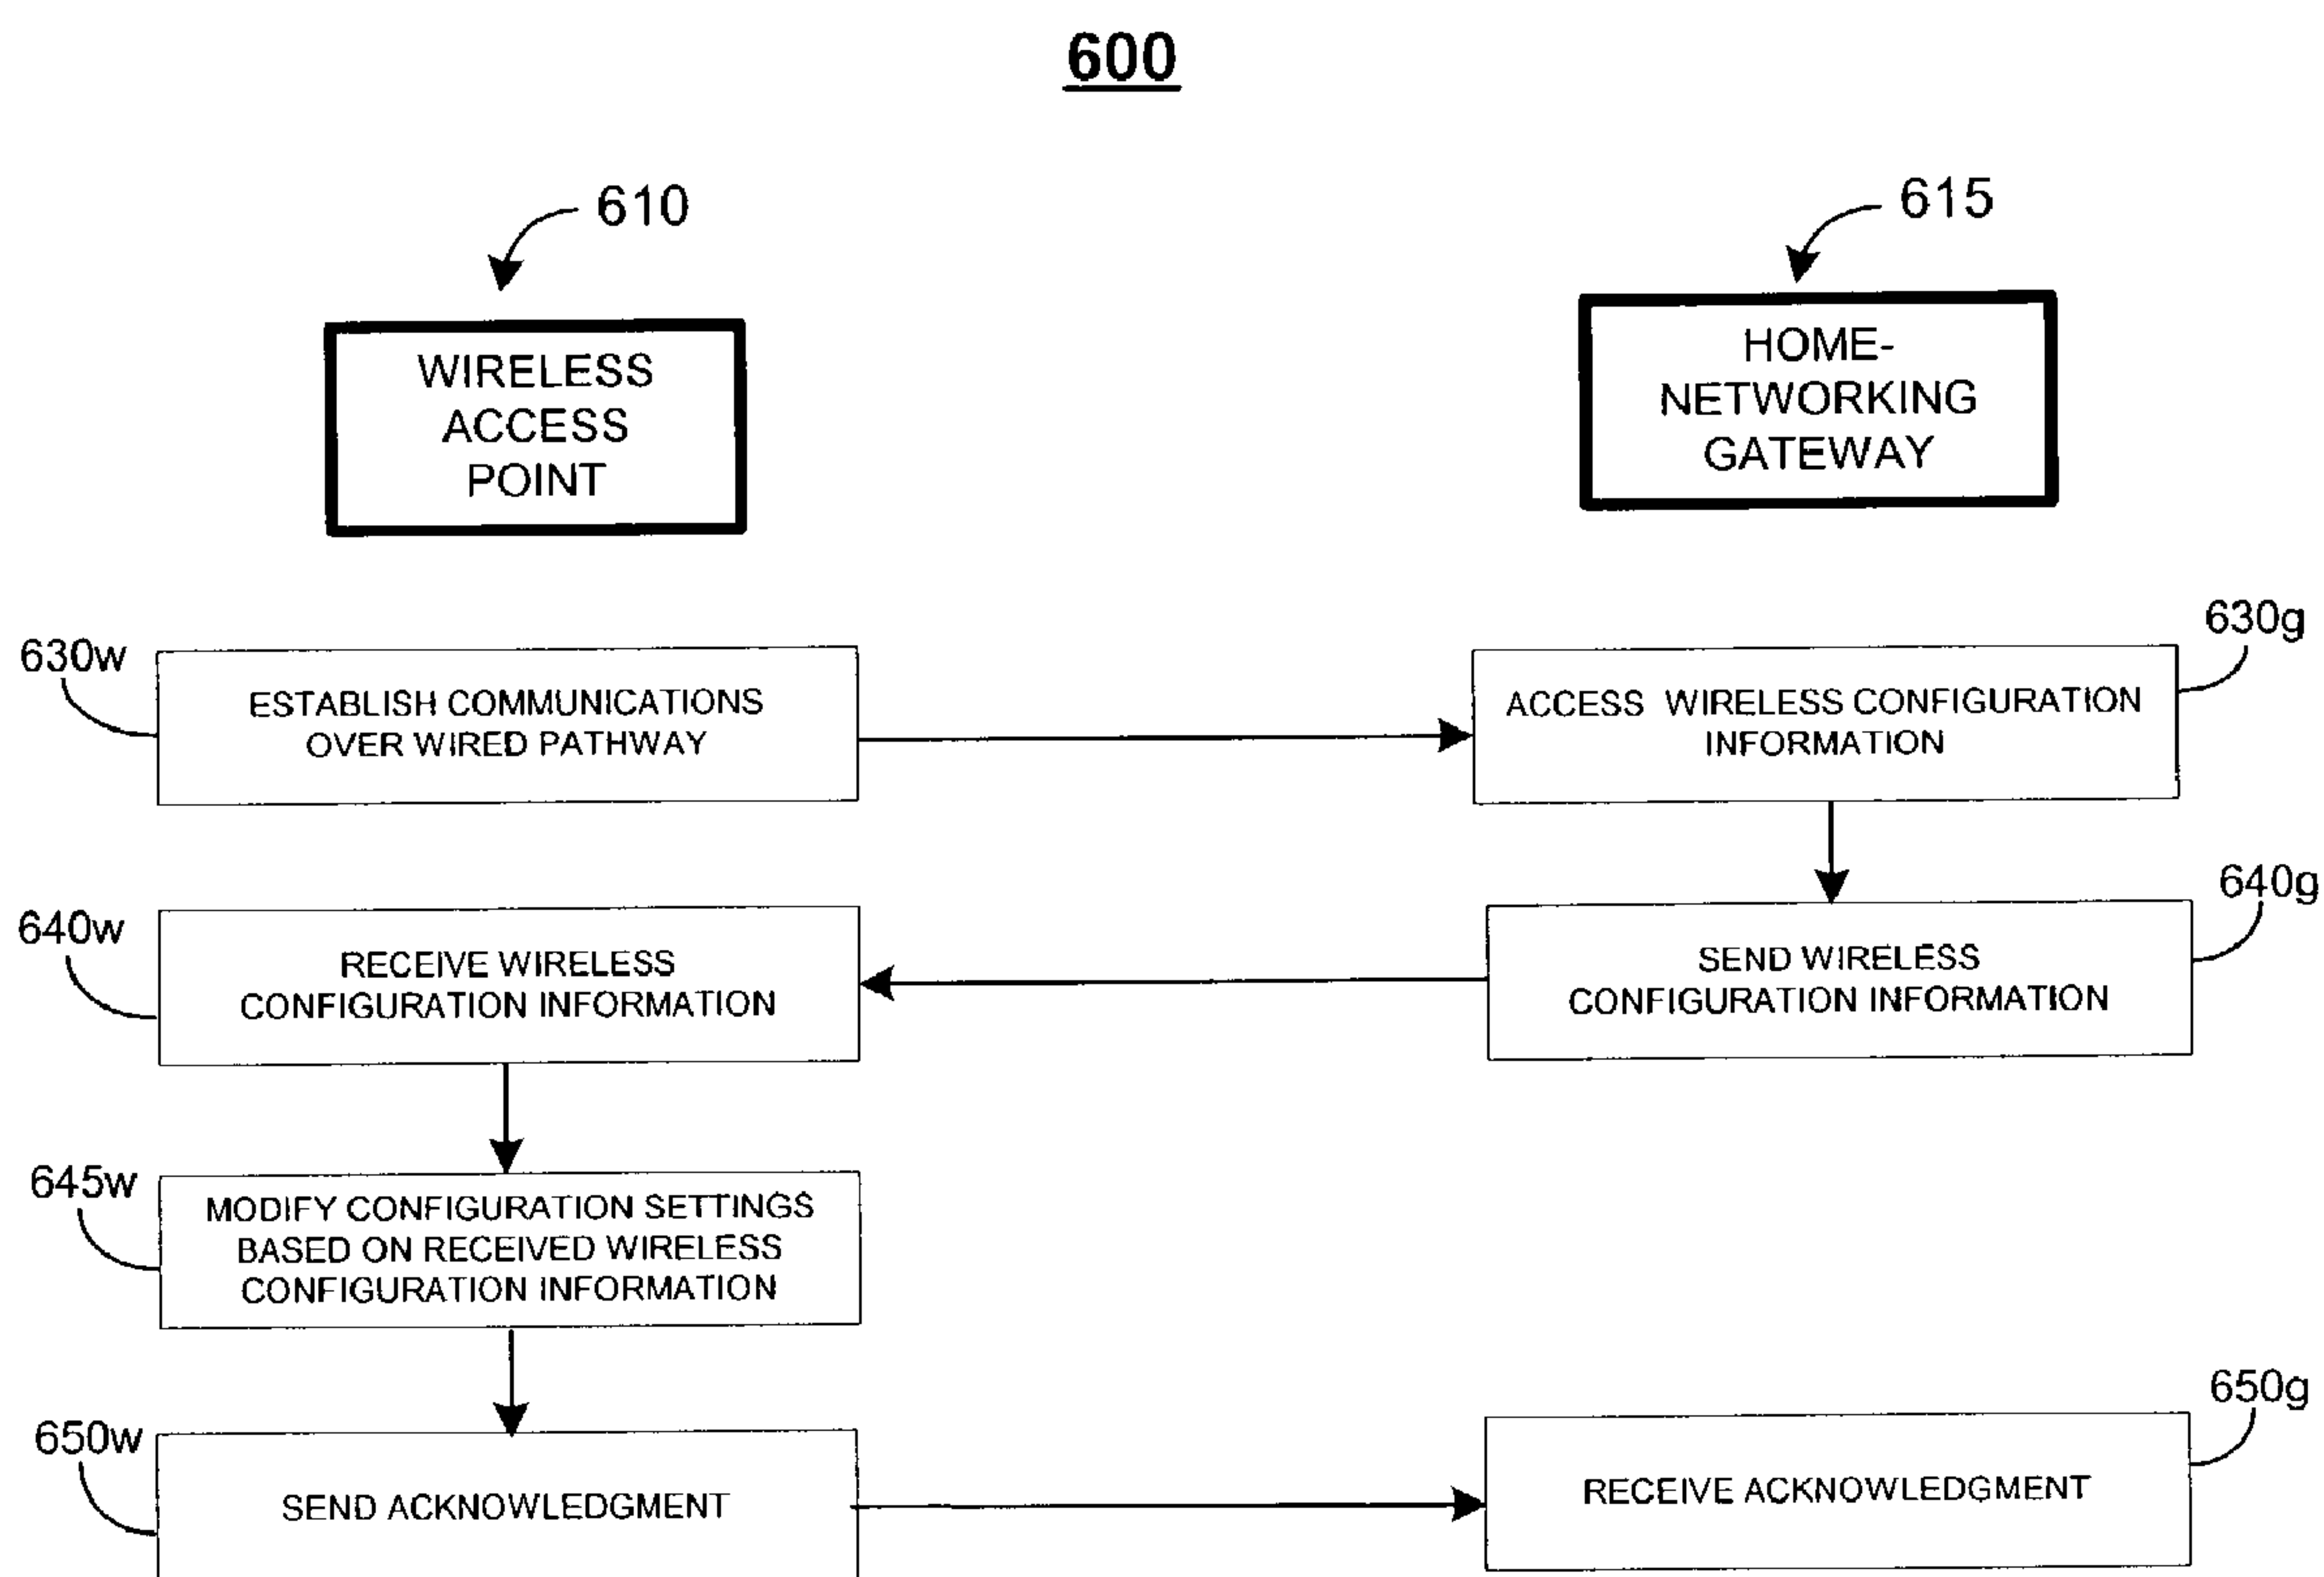 600
610
615
WIRELESS
ACCESS
POINT
HOME-
NETWORKING
GATEWAY
630w
630g
ESTABLISH COMMUNICATIONS
OVER WIRED PATHWAY
ACCESS WIRELESS CONFIGURATION
INFORMATION
640w
640g
RECEIVE WIRELESS
CONFIGURATION INFORMATION
SEND WIRELESS
CONFIGURATION INFORMATION
645w
MODIFY CONFIGURATION SETTINGS
BASED ON RECEIVED WIRELESS
CONFIGURATION INFORMATION
650w
650g
SEND ACKNOWLEDGMENT
RECEIVE ACKNOWLEDGMENT